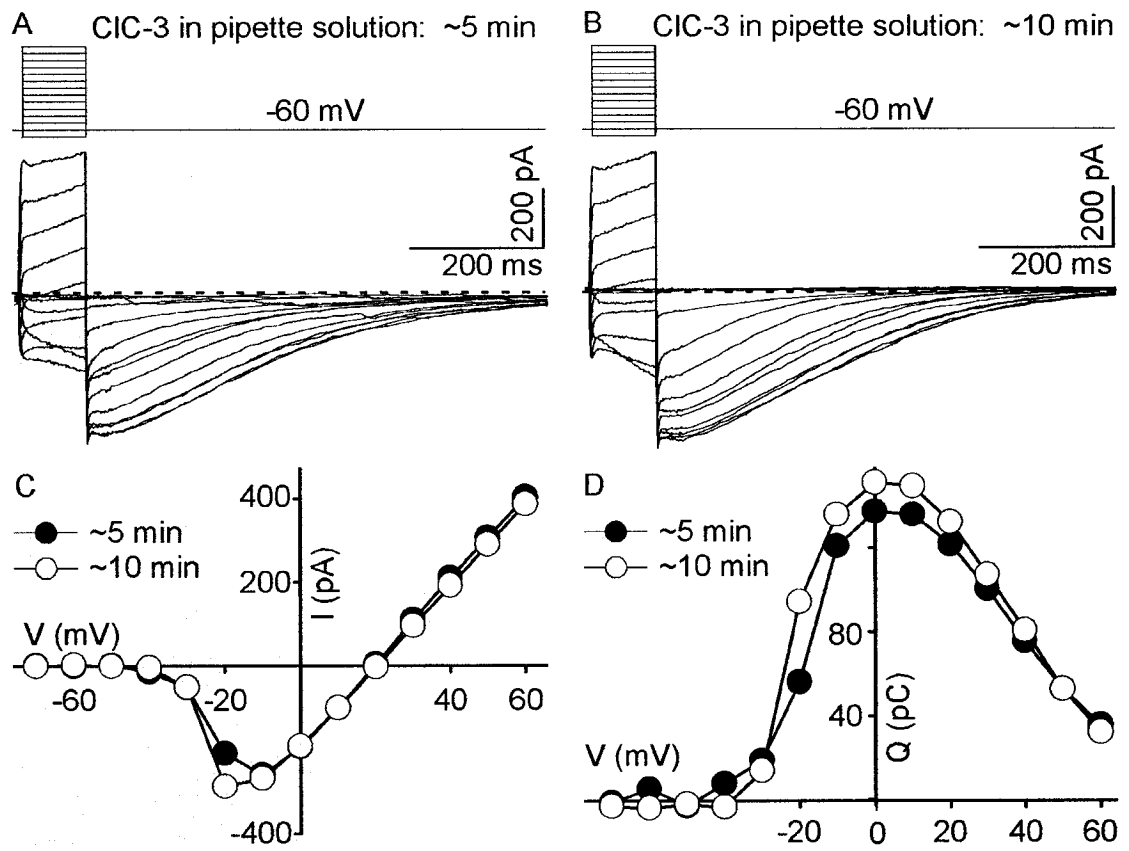 A
ClC-3 in pipette solution: ~5 min
-60 mV
200 pA
200 ms
B
ClC-3 in pipette solution: ~10 min
-60 mV
200 pA
200 ms
C
~5 min
~10 min
400
200
I (pA)
V (mV)
-60
-20
40
60
-400
D
~5 min
~10 min
80
40
Q (pC)
V (mV)
-20
0
20
40
60